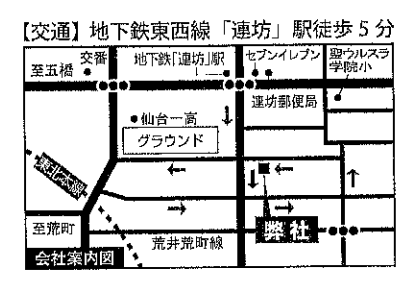 【交通】地下鉄東西線「連坊」駅徒歩5分
交番
地下鉄「連坊」駅
セブンイレブン
聖ウルスラ
学院小
至五橋
連坊郵便局
仙台一高
グラウンド
東北本線
至荒町
弊社
荒井荒町線
会社案内図